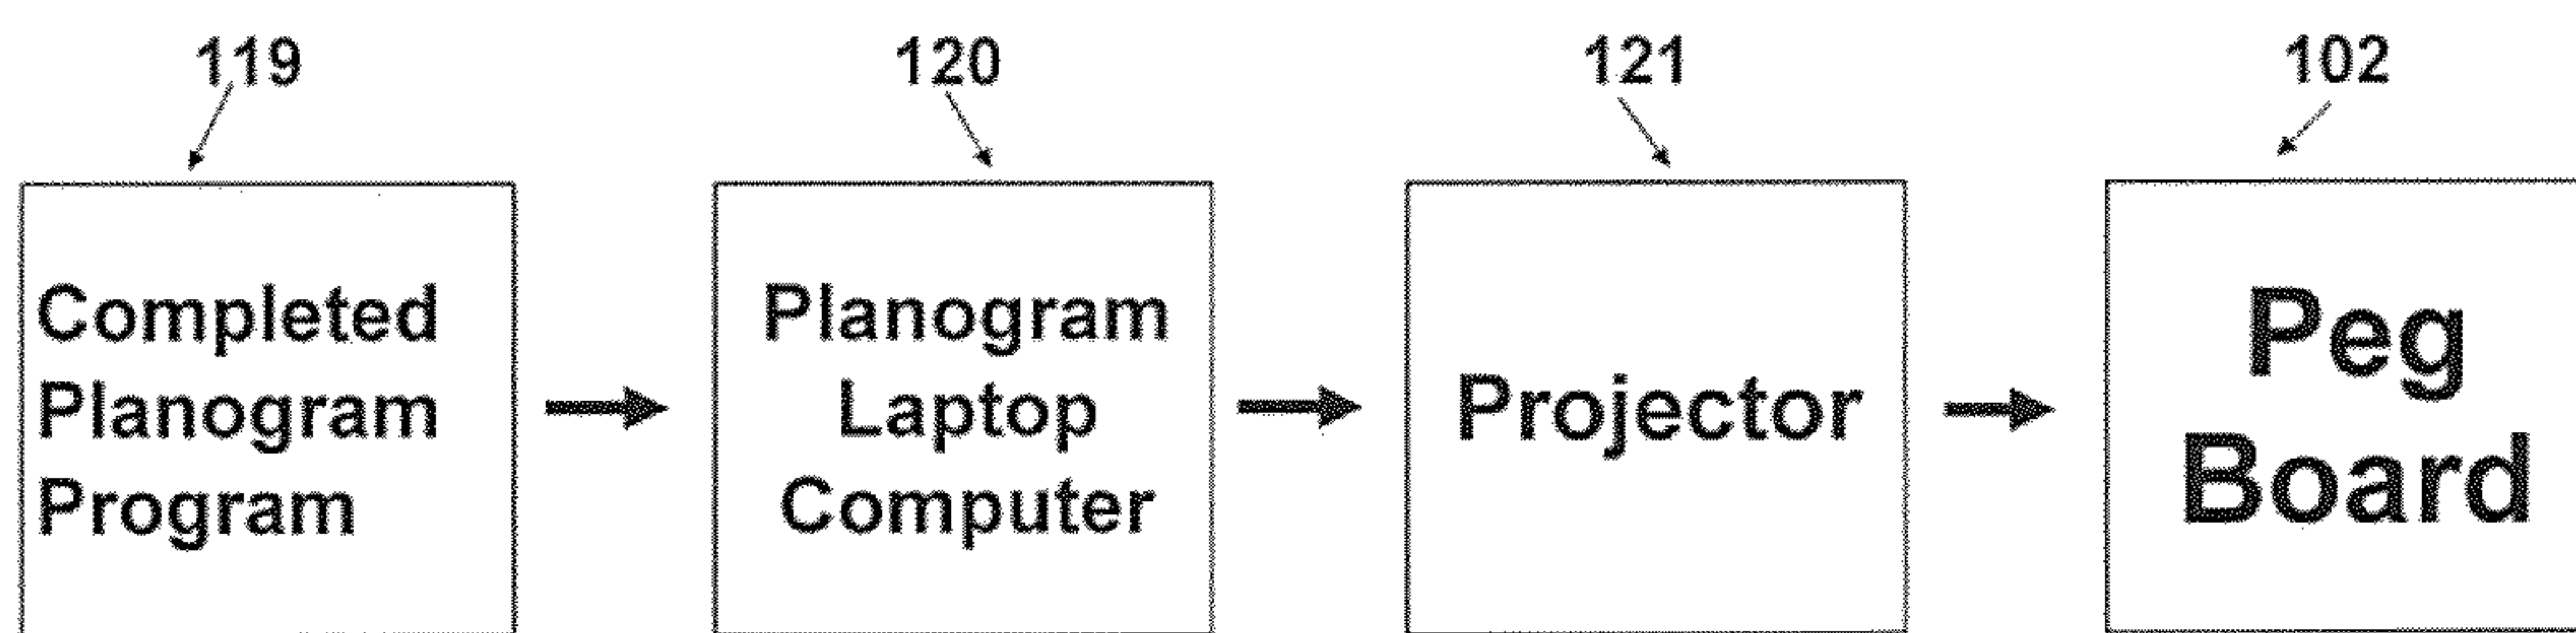 119
120
121
102
Completed
Planogram
Program
Planogram
Laptop
Computer
Projector
Peg
Board